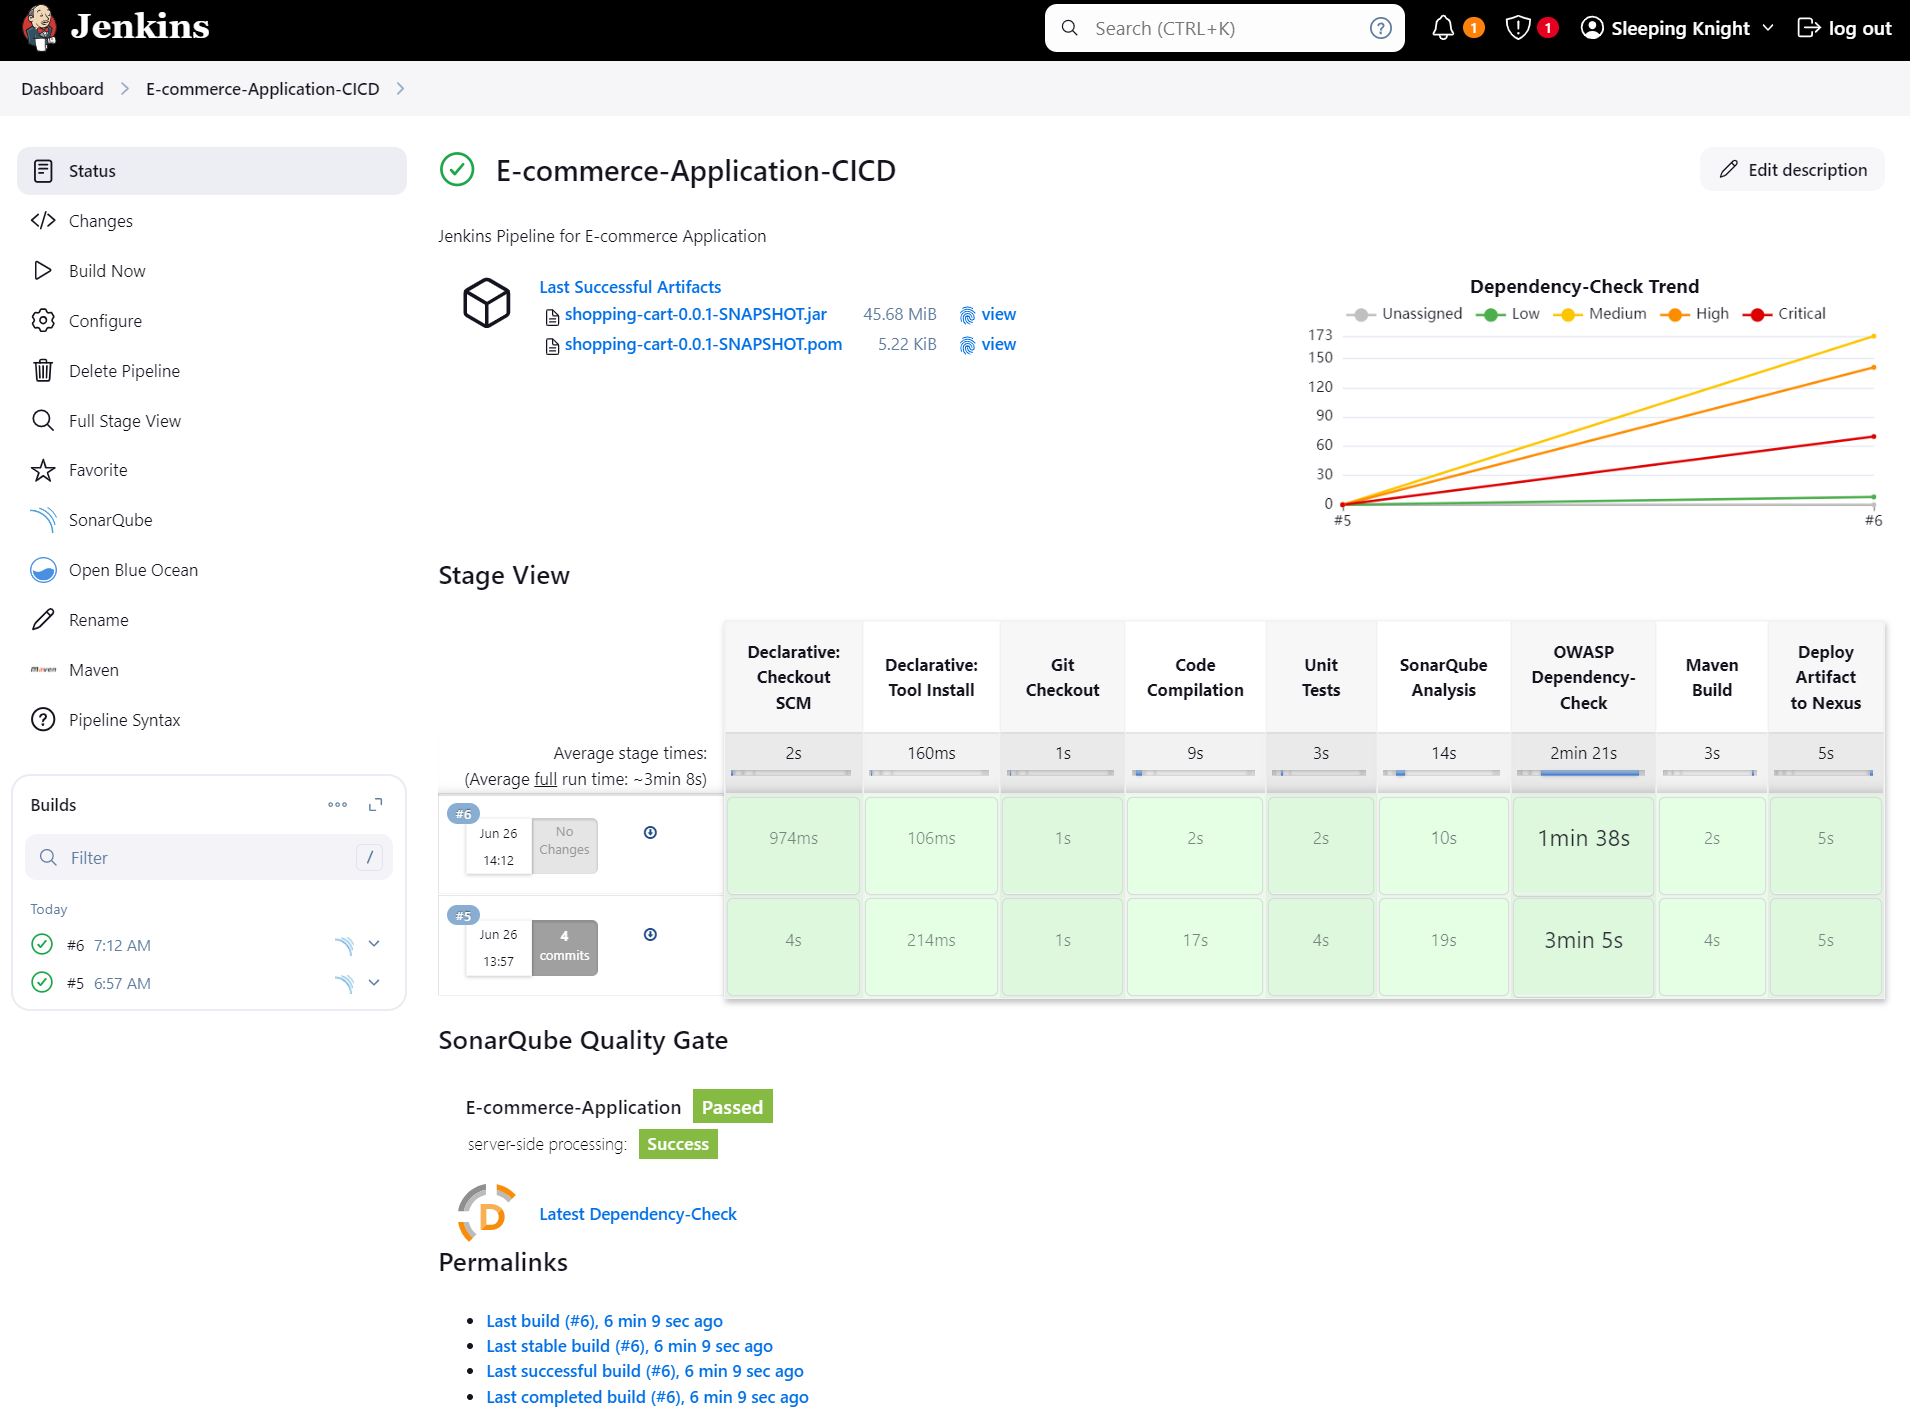 Jenkins
Search (CTRL+K)
?
1
1
Sleeping Knight
log out
Dashboard
E-commerce-Application-CICD
Status
Changes
Build Now
Configure
Delete Pipeline
Full Stage View
Favorite
SonarQube
Open Blue Ocean
Rename
Maven
Maven
Pipeline Syntax
Builds
Filter
/
Today
#6 7:12 AM
#5 6:57 AM
E-commerce-Application-CICD
Edit description
Jenkins Pipeline for E-commerce Application
Last Successful Artifacts
shopping-cart-0.0.1-SNAPSHOT.jar 45.68 MiB view
shopping-cart-0.0.1-SNAPSHOT.pom 5.22 KiB view
Dependency-Check Trend
Unassigned Low Medium High Critical
173
150
120
90
60
30
0
#5 #6
Stage View
Declarative: Checkout SCM
Declarative: Tool Install
Git Checkout
Code Compilation
Unit Tests
SonarQube Analysis
OWASP Dependency-Check
Maven Build
Deploy Artifact to Nexus
Average stage times:
(Average full run time: ~3min 8s)
2s 160ms 1s 9s 3s 14s 2min 21s 3s 5s
#6
Jun 26
14:12
No Changes
974ms 106ms 1s 2s 2s 10s 1min 38s 2s 5s
#5
Jun 26
13:57
4 commits
4s 214ms 1s 17s 4s 19s 3min 5s 4s 5s
SonarQube Quality Gate
E-commerce-Application Passed
server-side processing: Success
D
Latest Dependency-Check
Permalinks
Last build (#6), 6 min 9 sec ago
Last stable build (#6), 6 min 9 sec ago
Last successful build (#6), 6 min 9 sec ago
Last completed build (#6), 6 min 9 sec ago